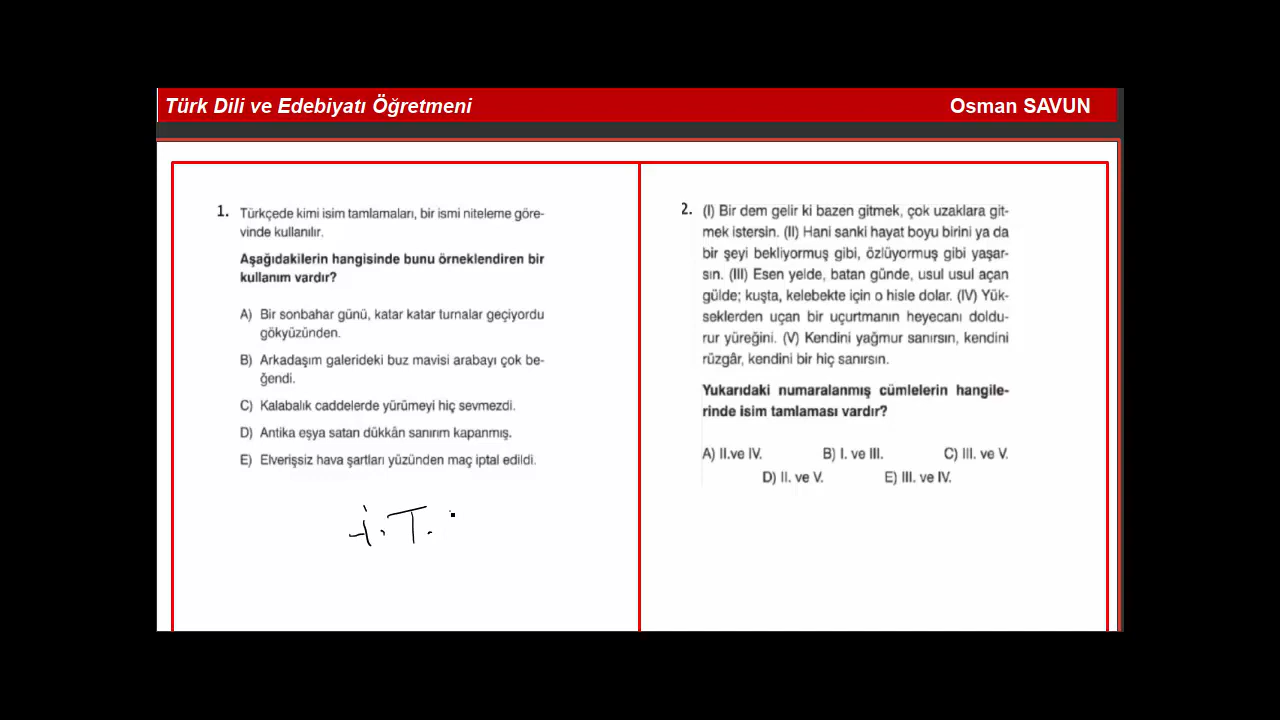 Türk Dili ve Edebiyatı Öğretmeni
Osman SAVUN
1. Türkçede kimi isim tamlamaları, bir ismi niteleme göre-
vinde kullanılır.
Aşağıdakilerin hangisinde bunu örneklendiren bir
kullanım vardır?
A) Bir sonbahar günü, katar katar turnalar geçiyordu
gökyüzünden.
B) Arkadaşım galerideki buz mavisi arabayı çok be-
ğendi.
C) Kalabalık caddelerde yürümeyi hiç sevmezdi.
D) Antika eşya satan dükkân sanırım kapanmış.
E) Elverişsiz hava şartları yüzünden maç iptal edildi.
i.T.
2. (I) Bir dem gelir ki bazen gitmek, çok uzaklara git-
mek istersin. (II) Hani sanki hayat boyu birini ya da
bir şeyi bekliyormuş gibi, özlüyormuş gibi yaşar-
sın. (III) Esen yelde, batan günde, usul usul açan
gülde; kuşta, kelebekte için o hisle dolar. (IV) Yük-
seklerden uçan bir uçurtmanın heyecanı doldu-
rur yüreğini. (V) Kendini yağmur sanırsın, kendini
rüzgâr, kendini bir hiç sanırsın.
Yukarıdaki numaralanmış cümlelerin hangile-
rinde isim tamlaması vardır?
A) II.ve IV. B) I. ve III. C) III. ve V.
D) II. ve V. E) III. ve IV.